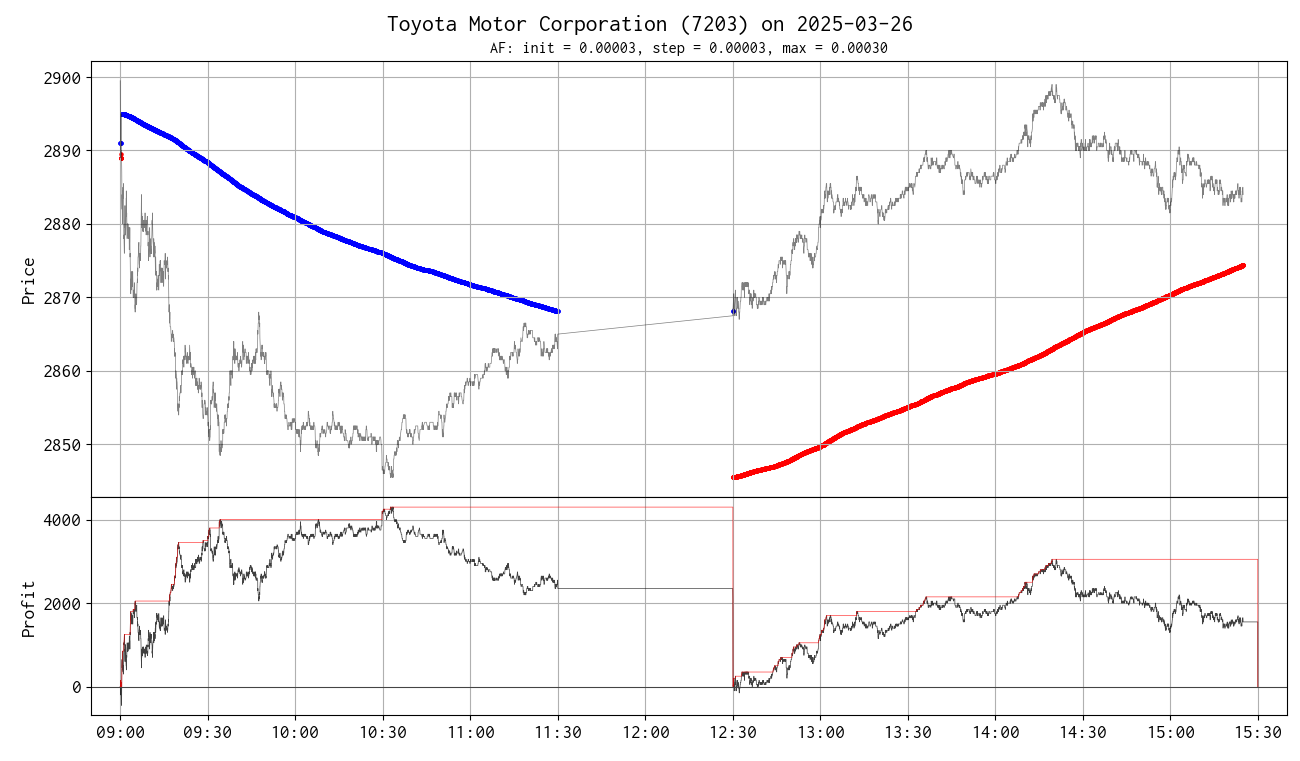 Toyota Motor Corporation (7203) on 2025-03-26
AF: init = 0.00003, step = 0.00003, max = 0.00030
Price
2900
2890
2880
2870
2860
2850
Profit
4000
2000
0
09:00 09:30 10:00 10:30 11:00 11:30 12:00 12:30 13:00 13:30 14:00 14:30 15:00 15:30